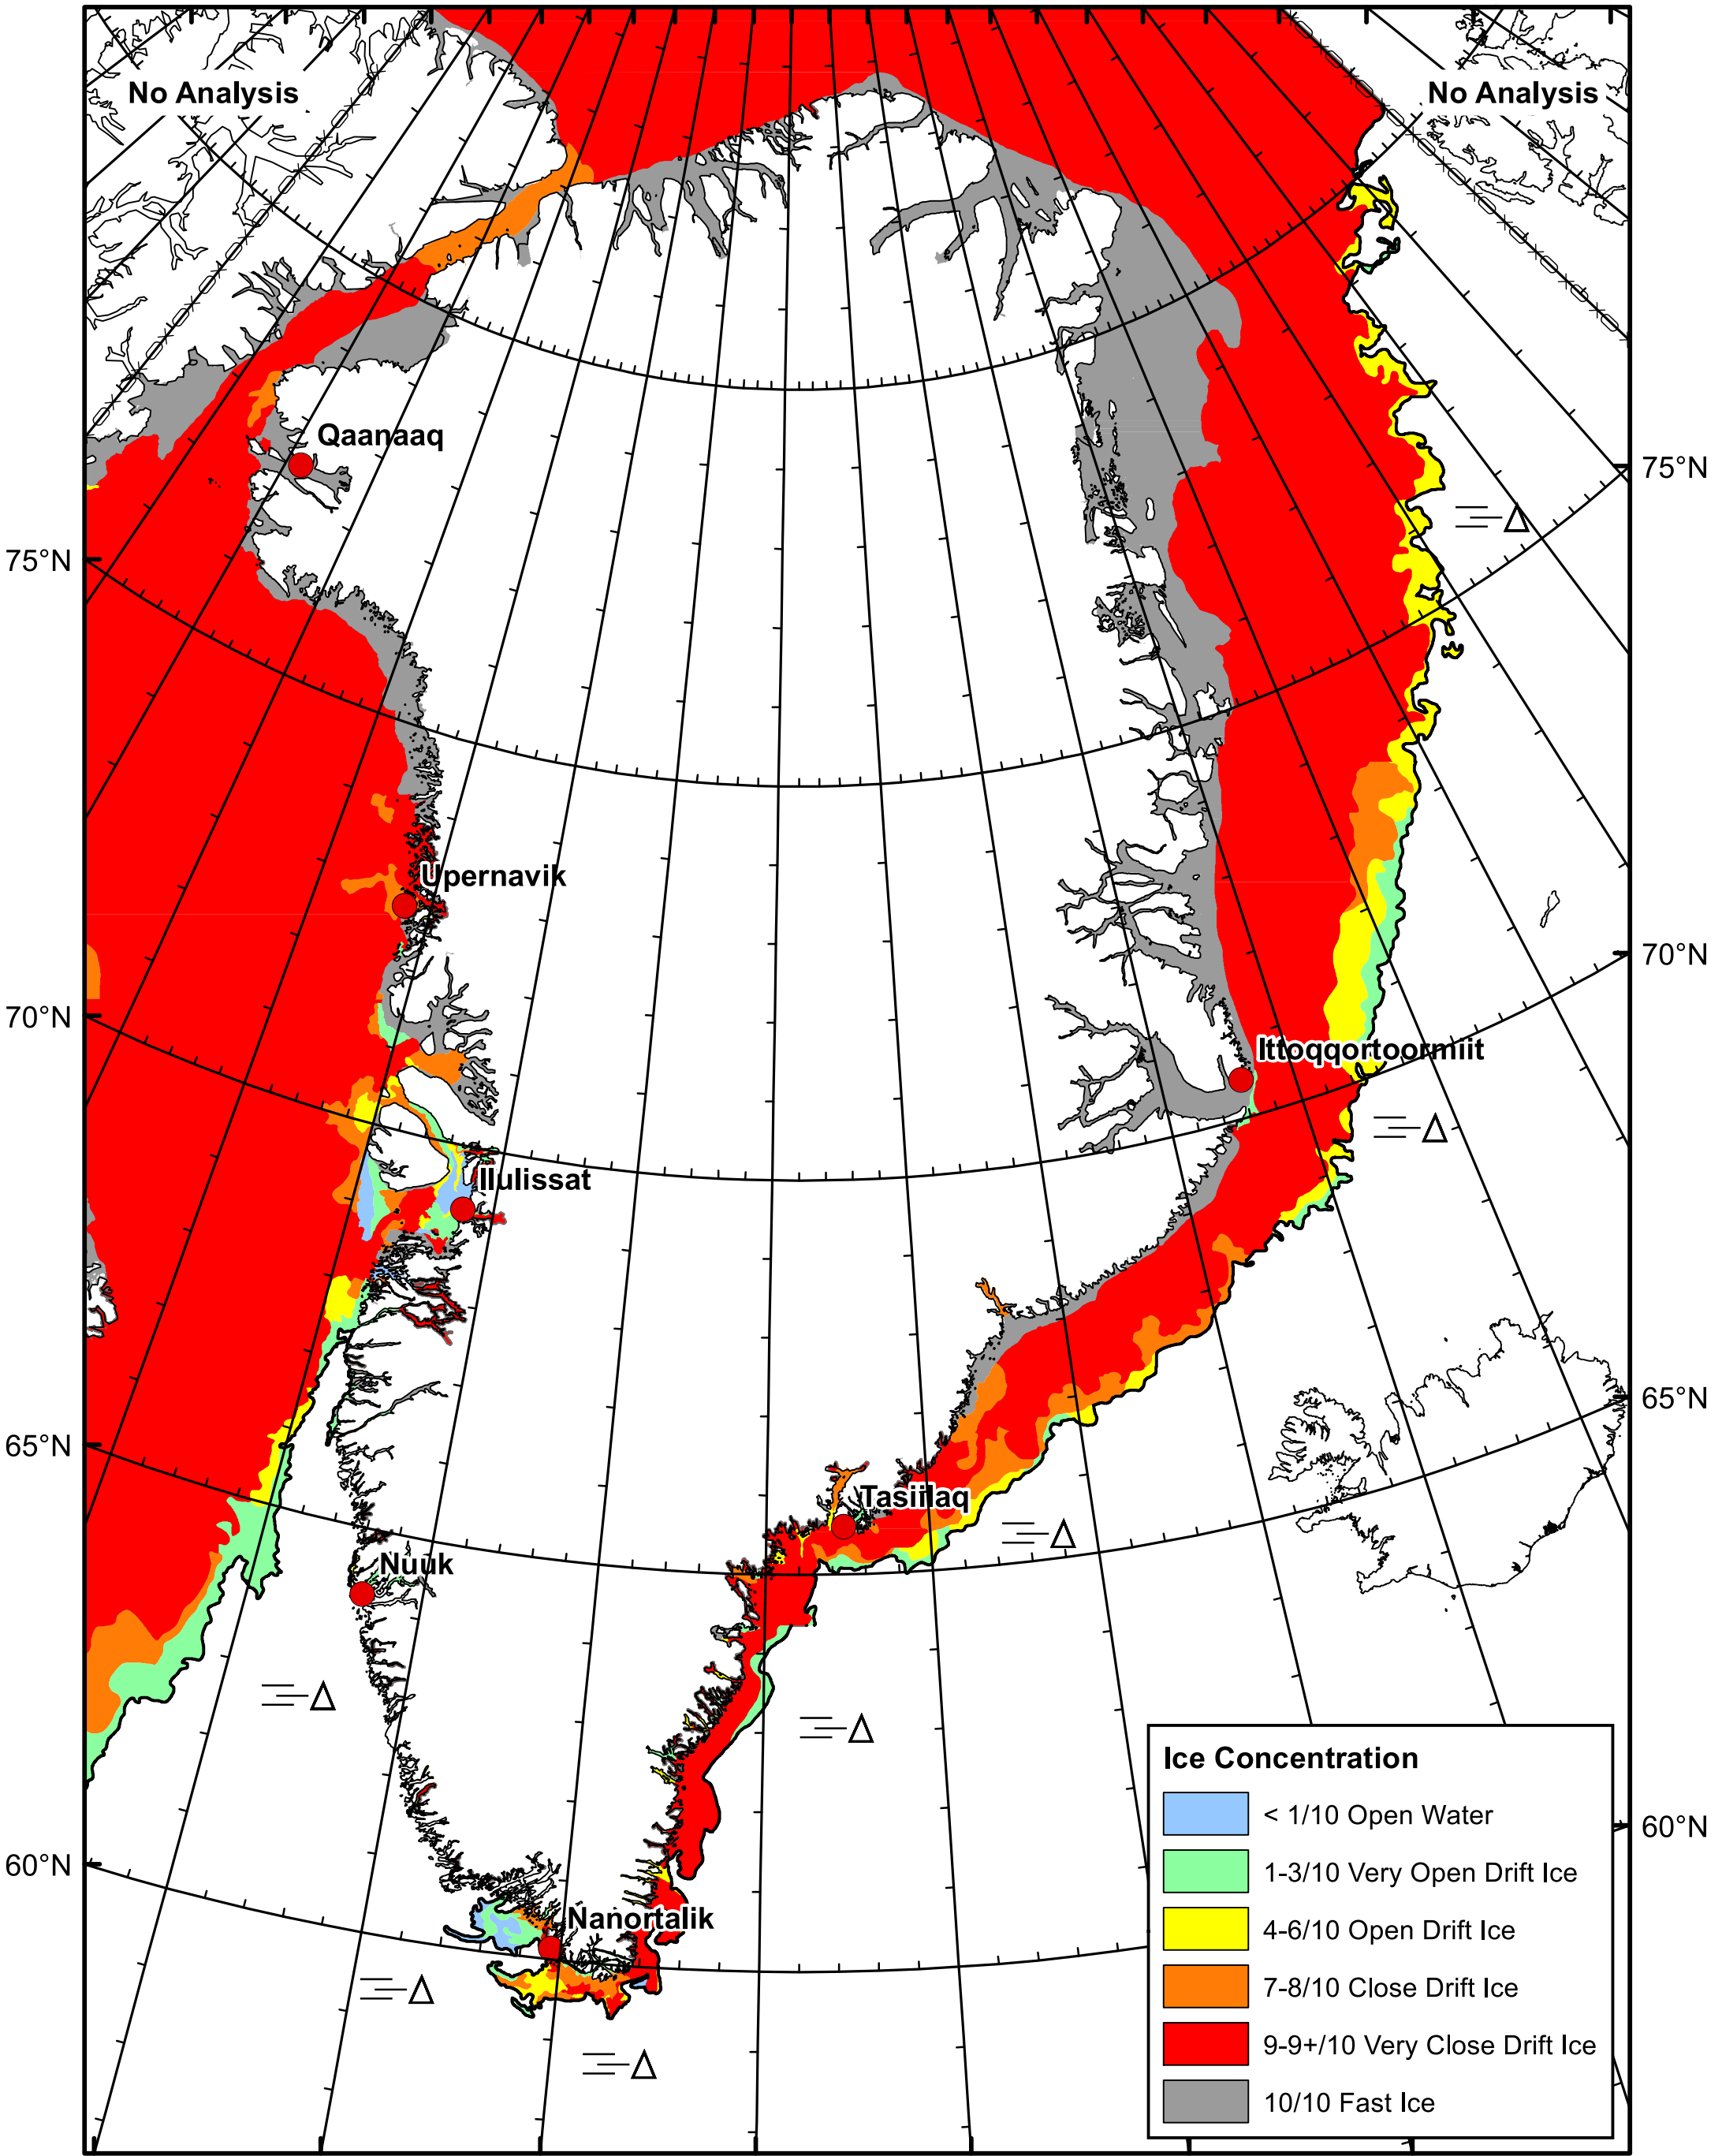 No Analysis
No Analysis
Qaanaaq
75°N
75°N
Upernavik
70°N
70°N
Ittoqqortoormiit
Ilulissat
65°N
65°N
Tasiilaq
Nuuk
Ice Concentration
< 1/10 Open Water
1-3/10 Very Open Drift Ice
4-6/10 Open Drift Ice
7-8/10 Close Drift Ice
9-9+/10 Very Close Drift Ice
10/10 Fast Ice
60°N
60°N
Nanortalik